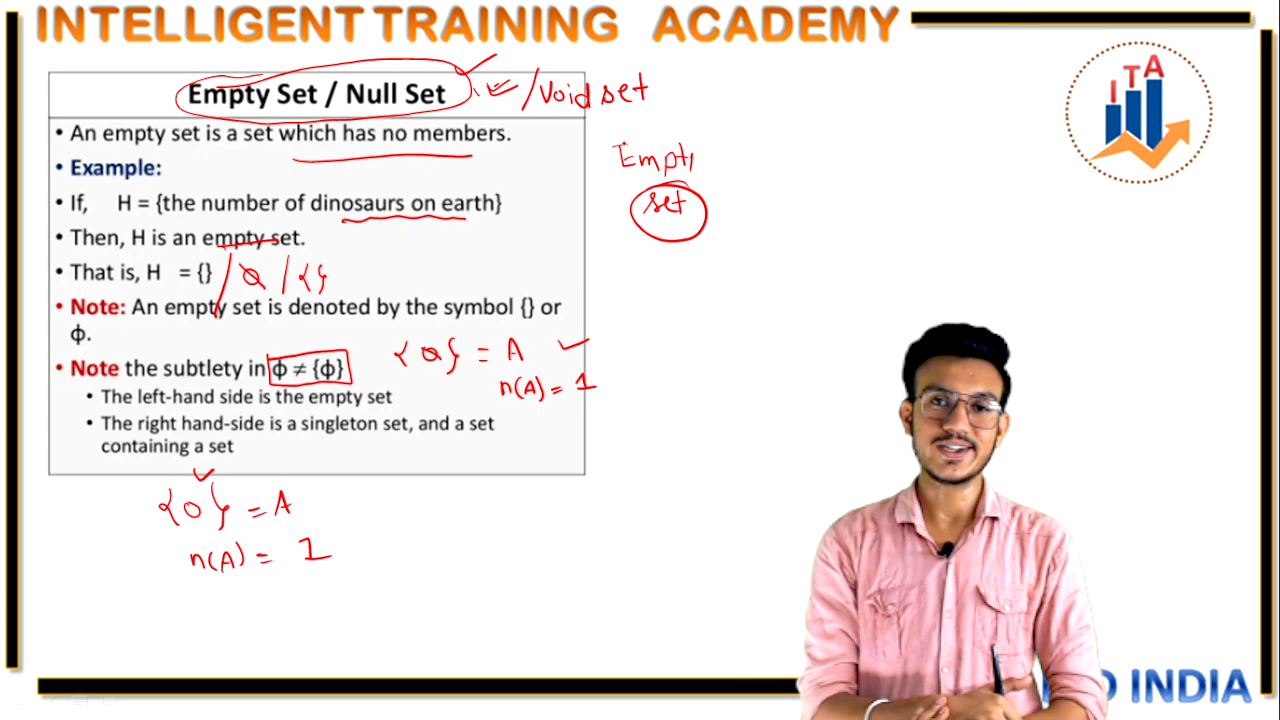 INTELLIGENT TRAINING ACADEMY
ITA
Empty Set / Null Set / Void set
• An empty set is a set which has no members.
Empty
set
• Example:
• If, H = {the number of dinosaurs on earth}
• Then, H is an empty set.
• That is, H = {} / φ / { }
• Note: An empty set is denoted by the symbol {} or
ф.
• Note the subtlety in ф ≠ {ф}
{φ} = A
n(A) = 1
• The left-hand side is the empty set
• The right hand-side is a singleton set, and a set
containing a set
{0} = A
n(A) = 1
INDIA